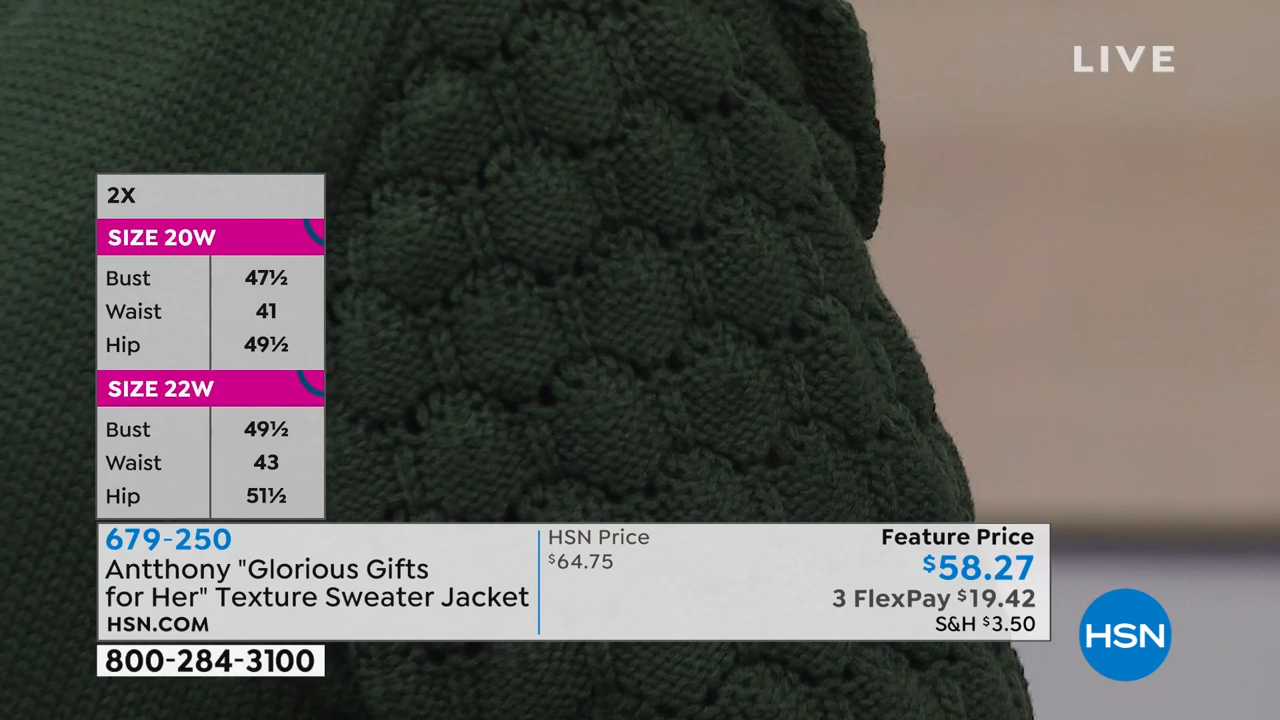 LIVE
2X
SIZE 20W
Bust 47½
Waist 41
Hip 49½
SIZE 22W
Bust 49½
Waist 43
Hip 51½
679-250
Antthony "Glorious Gifts
for Her" Texture Sweater Jacket
HSN.COM
HSN Price
$64.75
Feature Price
$58.27
3 FlexPay $19.42
S&H $3.50
800-284-3100
HSN